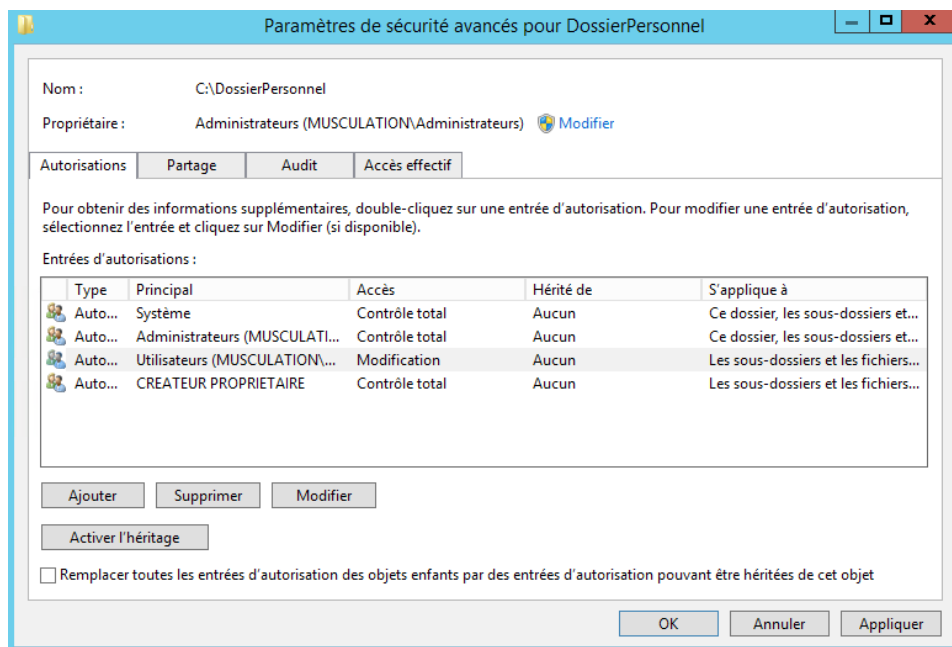 Paramètres de sécurité avancés pour DossierPersonnel
Nom : C:\DossierPersonnel
Propriétaire : Administrateurs (MUSCULATION\Administrateurs) Modifier
Autorisations Partage Audit Accès effectif
Pour obtenir des informations supplémentaires, double-cliquez sur une entrée d'autorisation. Pour modifier une entrée d'autorisation,
sélectionnez l'entrée et cliquez sur Modifier (si disponible).
Entrées d'autorisations :
Type Principal Accès Hérité de S'applique à
Auto... Système Contrôle total Aucun Ce dossier, les sous-dossiers et...
Auto... Administrateurs (MUSCULATI... Contrôle total Aucun Ce dossier, les sous-dossiers et...
Auto... Utilisateurs (MUSCULATION\... Modification Aucun Les sous-dossiers et les fichiers...
Auto... CREATEUR PROPRIETAIRE Contrôle total Aucun Les sous-dossiers et les fichiers...
Ajouter Supprimer Modifier
Activer l'héritage
Remplacer toutes les entrées d'autorisation des objets enfants par des entrées d'autorisation pouvant être héritées de cet objet
OK Annuler Appliquer